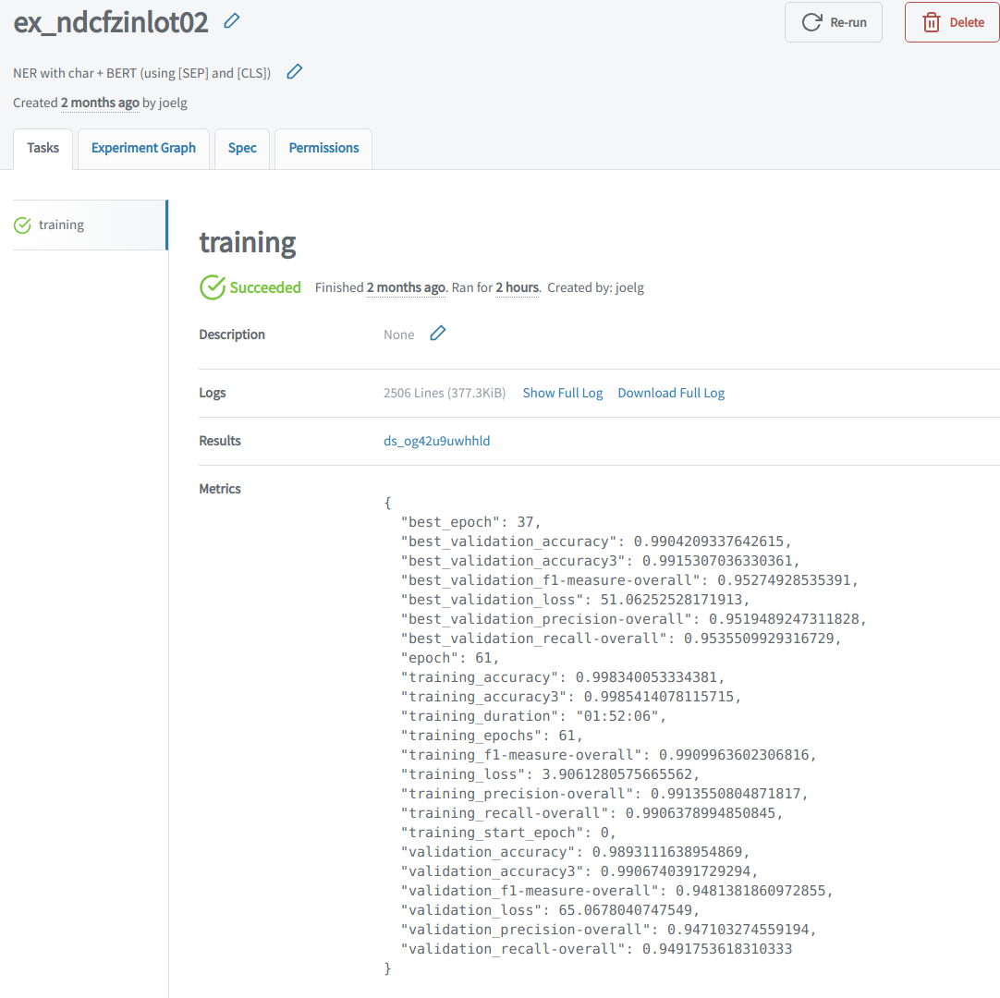 ex_ndcfzinlot02
Re-run
Delete
NER with char + BERT (using [SEP] and [CLS])
Created 2 months ago by joelg
Tasks
Experiment Graph
Spec
Permissions
training
training
Succeeded Finished 2 months ago. Ran for 2 hours. Created by: joelg
Description None
Logs 2506 Lines (377.3KiB) Show Full Log Download Full Log
Results ds_og42u9uwhhld
Metrics
{
"best_epoch": 37,
"best_validation_accuracy": 0.9904209337642615,
"best_validation_accuracy3": 0.9915307036330361,
"best_validation_f1-measure-overall": 0.95274928535391,
"best_validation_loss": 51.06252528171913,
"best_validation_precision-overall": 0.9519489247311828,
"best_validation_recall-overall": 0.9535509929316729,
"epoch": 61,
"training_accuracy": 0.998340053334381,
"training_accuracy3": 0.9985414078115715,
"training_duration": "01:52:06",
"training_epochs": 61,
"training_f1-measure-overall": 0.9909963602306816,
"training_loss": 3.9061280575665562,
"training_precision-overall": 0.9913550804871817,
"training_recall-overall": 0.9906378994850845,
"training_start_epoch": 0,
"validation_accuracy": 0.9893111638954869,
"validation_accuracy3": 0.9906740391729294,
"validation_f1-measure-overall": 0.9481381860972855,
"validation_loss": 65.0678040747549,
"validation_precision-overall": 0.947103274559194,
"validation_recall-overall": 0.9491753618310333
}